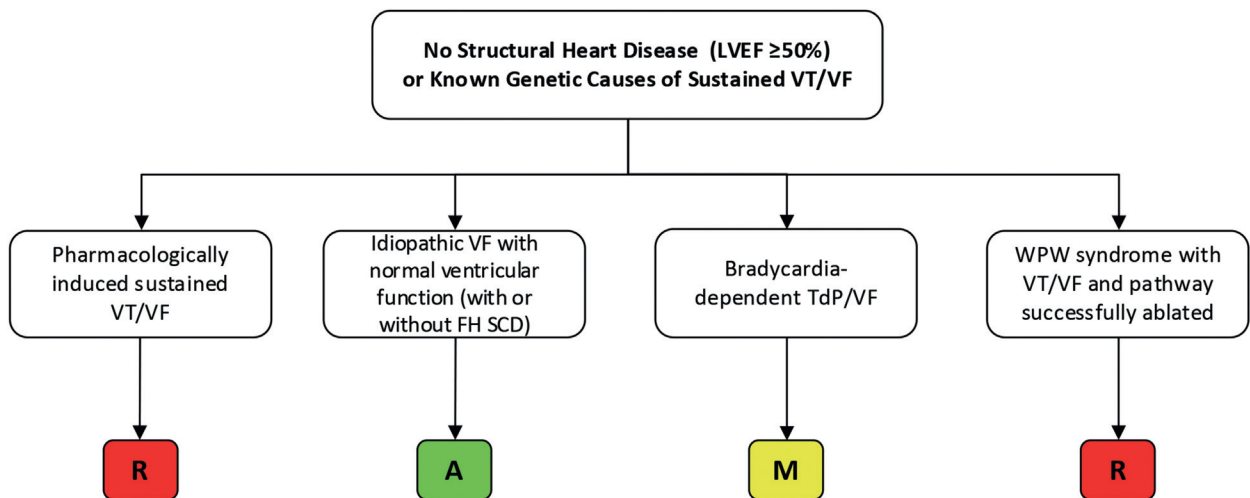 No Structural Heart Disease (LVEF ≥50%)
or Known Genetic Causes of Sustained VT/VF
Pharmacologically
induced sustained
VT/VF
Idiopathic VF with
normal ventricular
function (with or
without FH SCD)
Bradycardia-
dependent TdP/VF
WPW syndrome with
VT/VF and pathway
successfully ablated
R
A
M
R